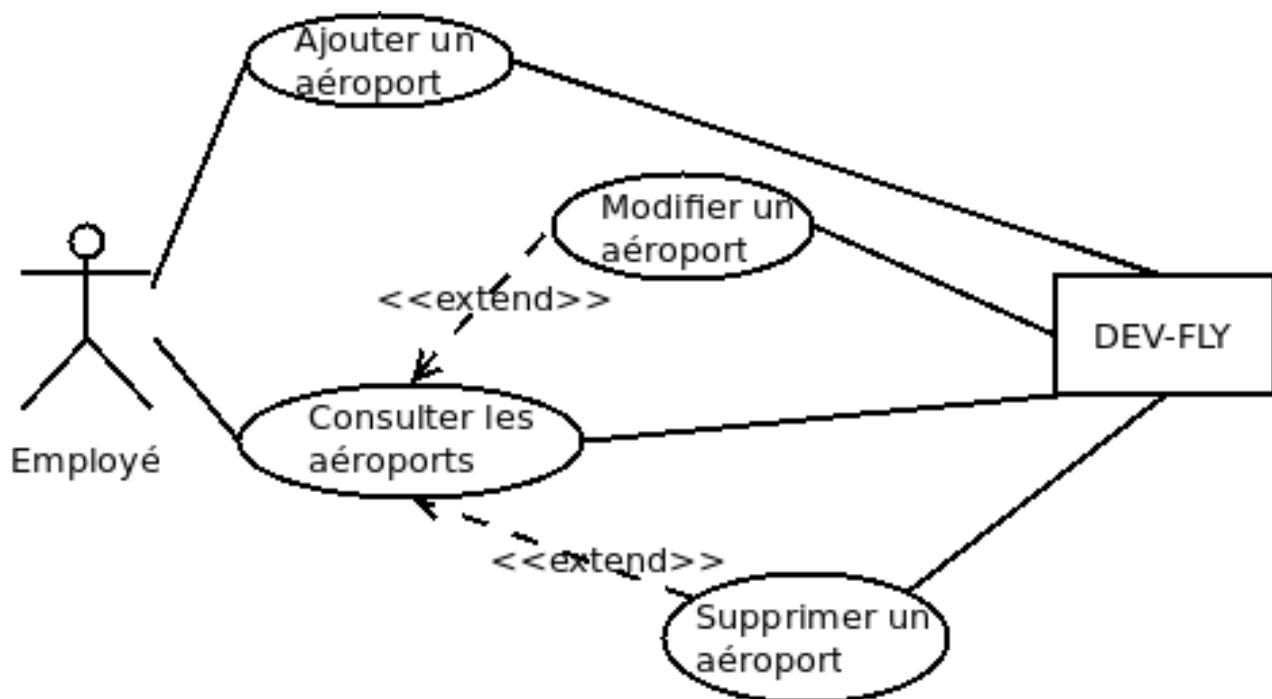 Ajouter un
aéroport
Modifier un
aéroport
<<extend>>
DEV-FLY
Consulter les
aéroports
Employé
<<extend>>
Supprimer un
aéroport